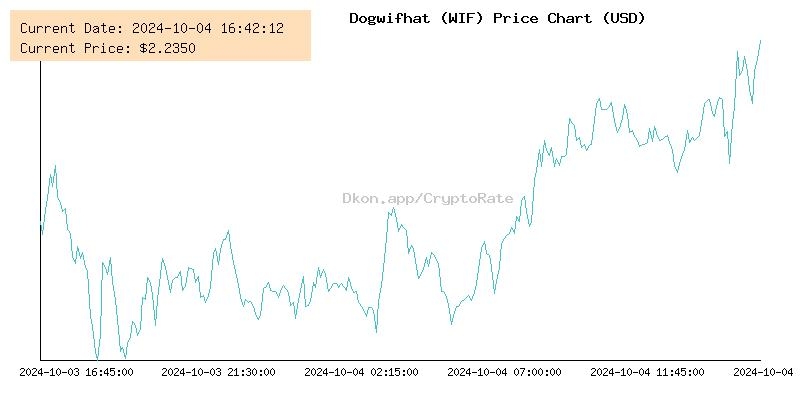 Dogwifhat (WIF) Price Chart (USD)
Current Date: 2024-10-04 16:42:12
Current Price: $2.2350
Dkon.app/CryptoRate
2024-10-03 16:45:00 2024-10-03 21:30:00 2024-10-04 02:15:00 2024-10-04 07:00:00 2024-10-04 11:45:00 2024-10-04